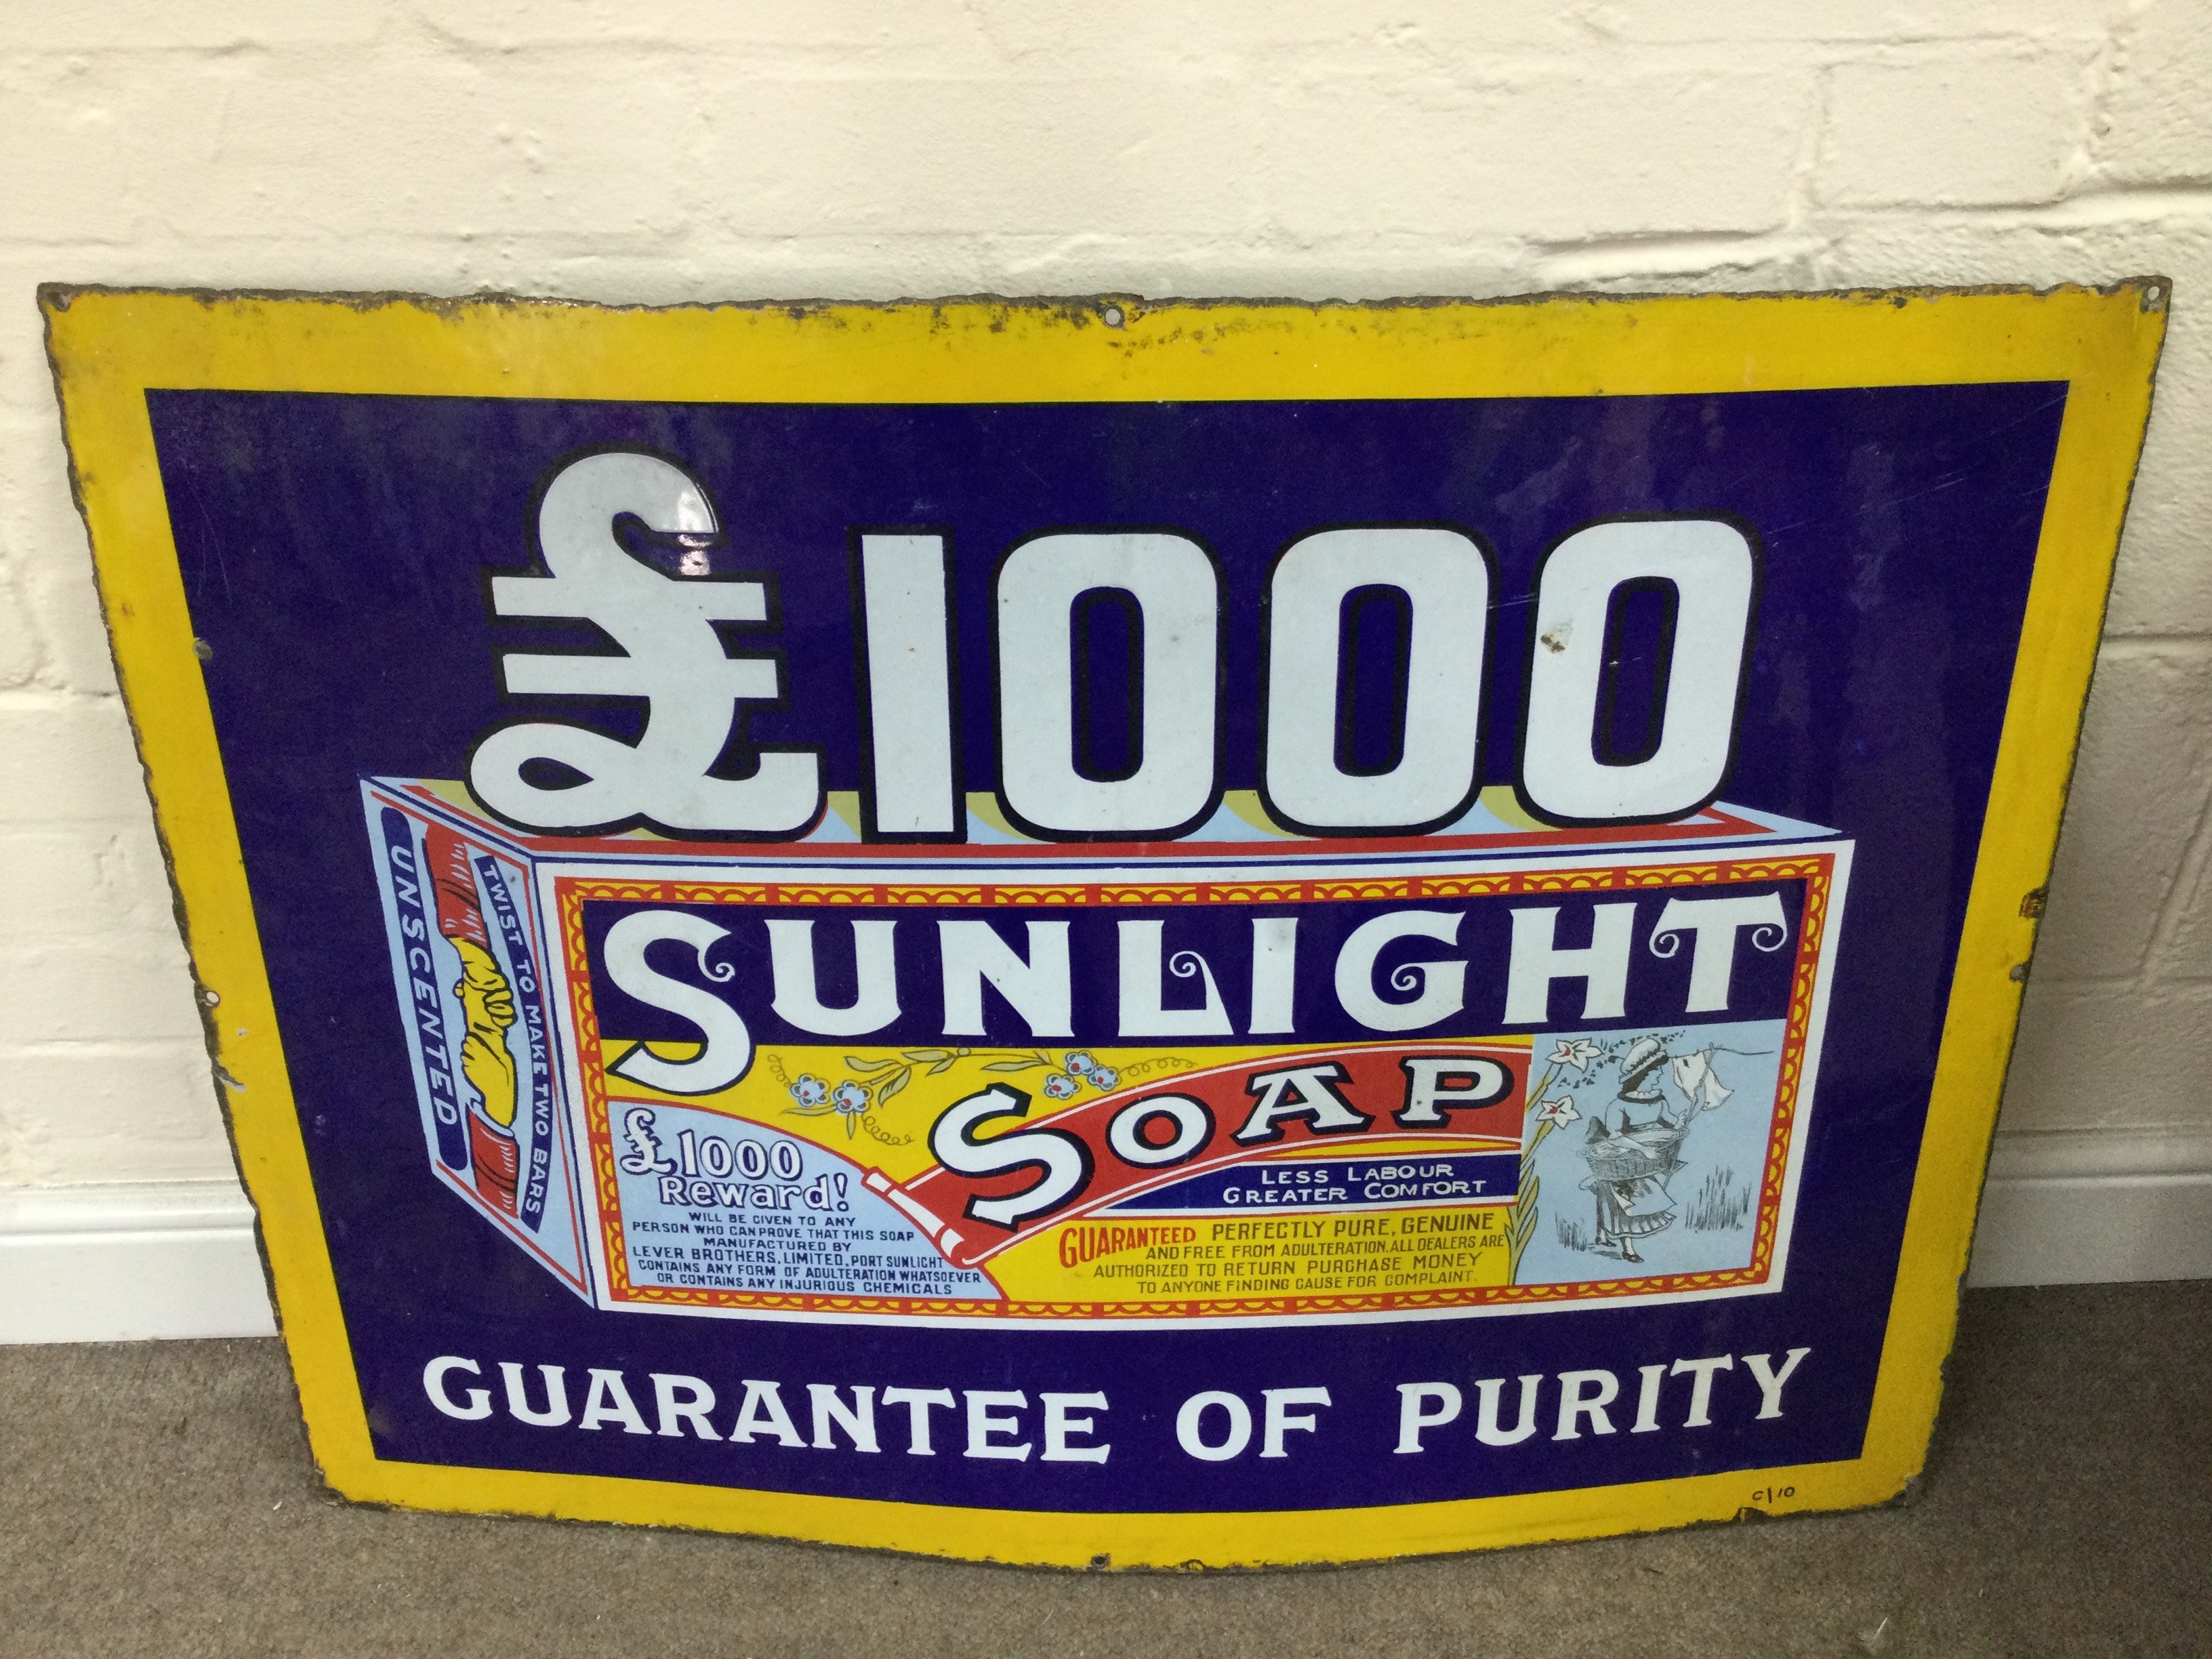 £1000
UNSCENTED
TWIST TO MAKE TWO BARS
SUNLIGHT
SOAP
£1000
Reward!
WILL BE GIVEN TO ANY
PERSON WHO CAN PROVE THAT THIS SOAP
MANUFACTURED BY
LEVER BROTHERS, LIMITED, PORT SUNLIGHT
CONTAINS ANY FORM OF ADULTERATION WHATSOEVER
OR CONTAINS ANY INJURIOUS CHEMICALS
LESS LABOUR
GREATER COMFORT
GUARANTEED PERFECTLY PURE, GENUINE
AND FREE FROM ADULTERATION. ALL DEALERS ARE
AUTHORIZED TO RETURN PURCHASE MONEY
TO ANYONE FINDING CAUSE FOR COMPLAINT.
GUARANTEE OF PURITY
C/10